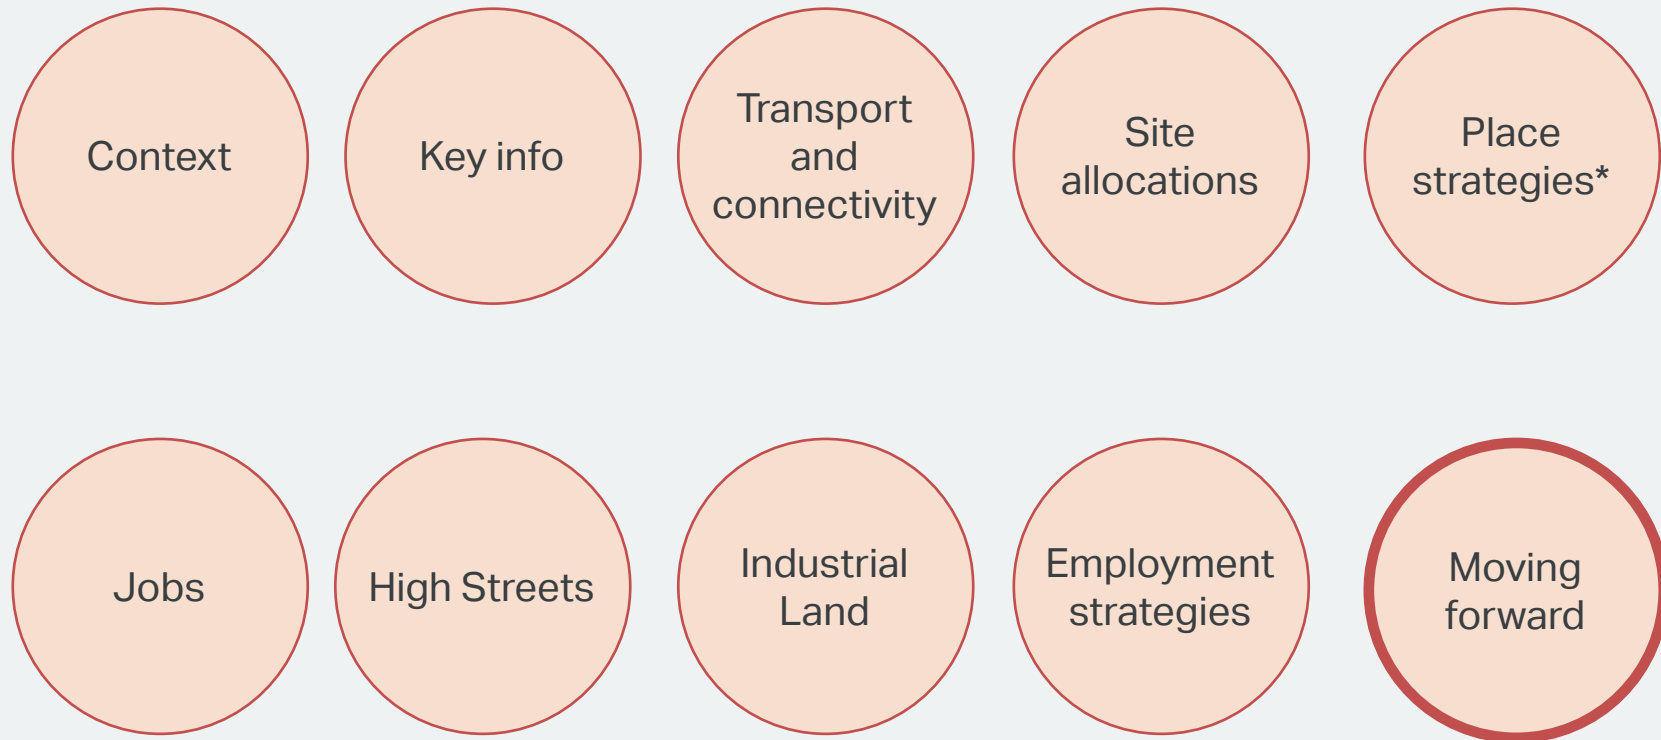 Context
Key info
Transport
and
connectivity
Site
allocations
Place
strategies*
Jobs
High Streets
Industrial
Land
Employment
strategies
Moving
forward